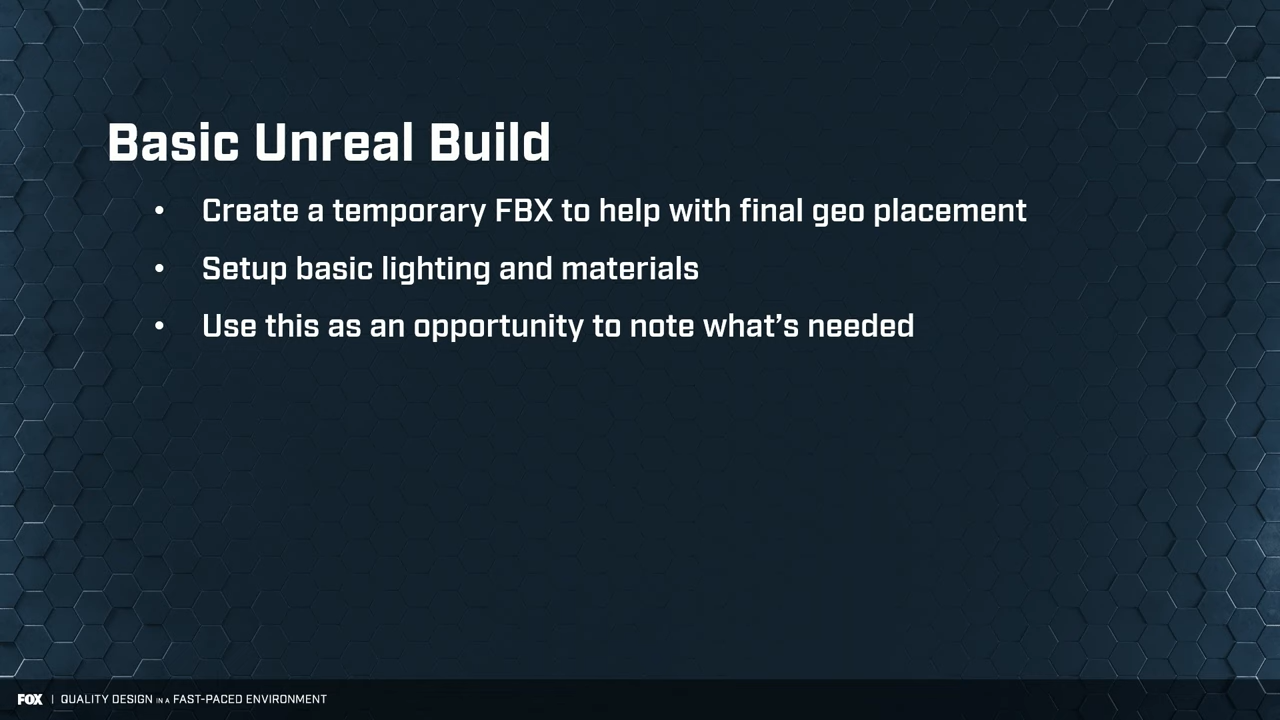 Basic Unreal Build
• Create a temporary FBX to help with final geo placement
• Setup basic lighting and materials
• Use this as an opportunity to note what’s needed
FOX | QUALITY DESIGN IN A FAST-PACED ENVIRONMENT